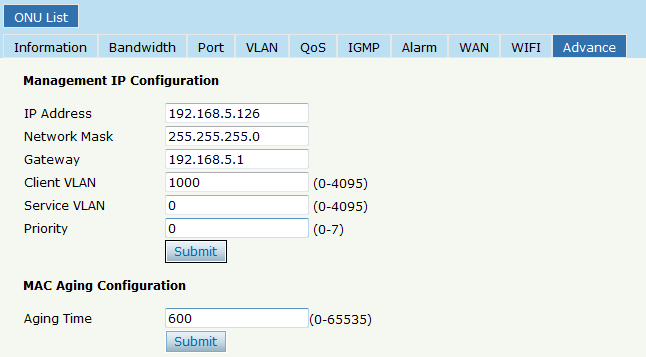 ONU List
Information Bandwidth Port VLAN QoS IGMP Alarm WAN WIFI Advance
Management IP Configuration
IP Address 192.168.5.126
Network Mask 255.255.255.0
Gateway 192.168.5.1
Client VLAN 1000 (0-4095)
Service VLAN 0 (0-4095)
Priority 0 (0-7)
Submit
MAC Aging Configuration
Aging Time 600 (0-65535)
Submit